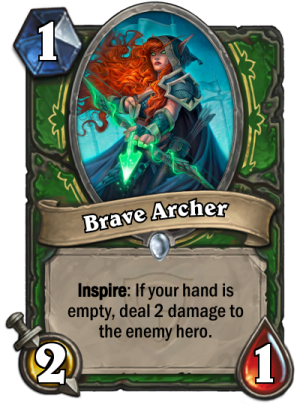 1
Brave Archer
Inspire: If your hand is
empty, deal 2 damage to
the enemy hero.
2
1